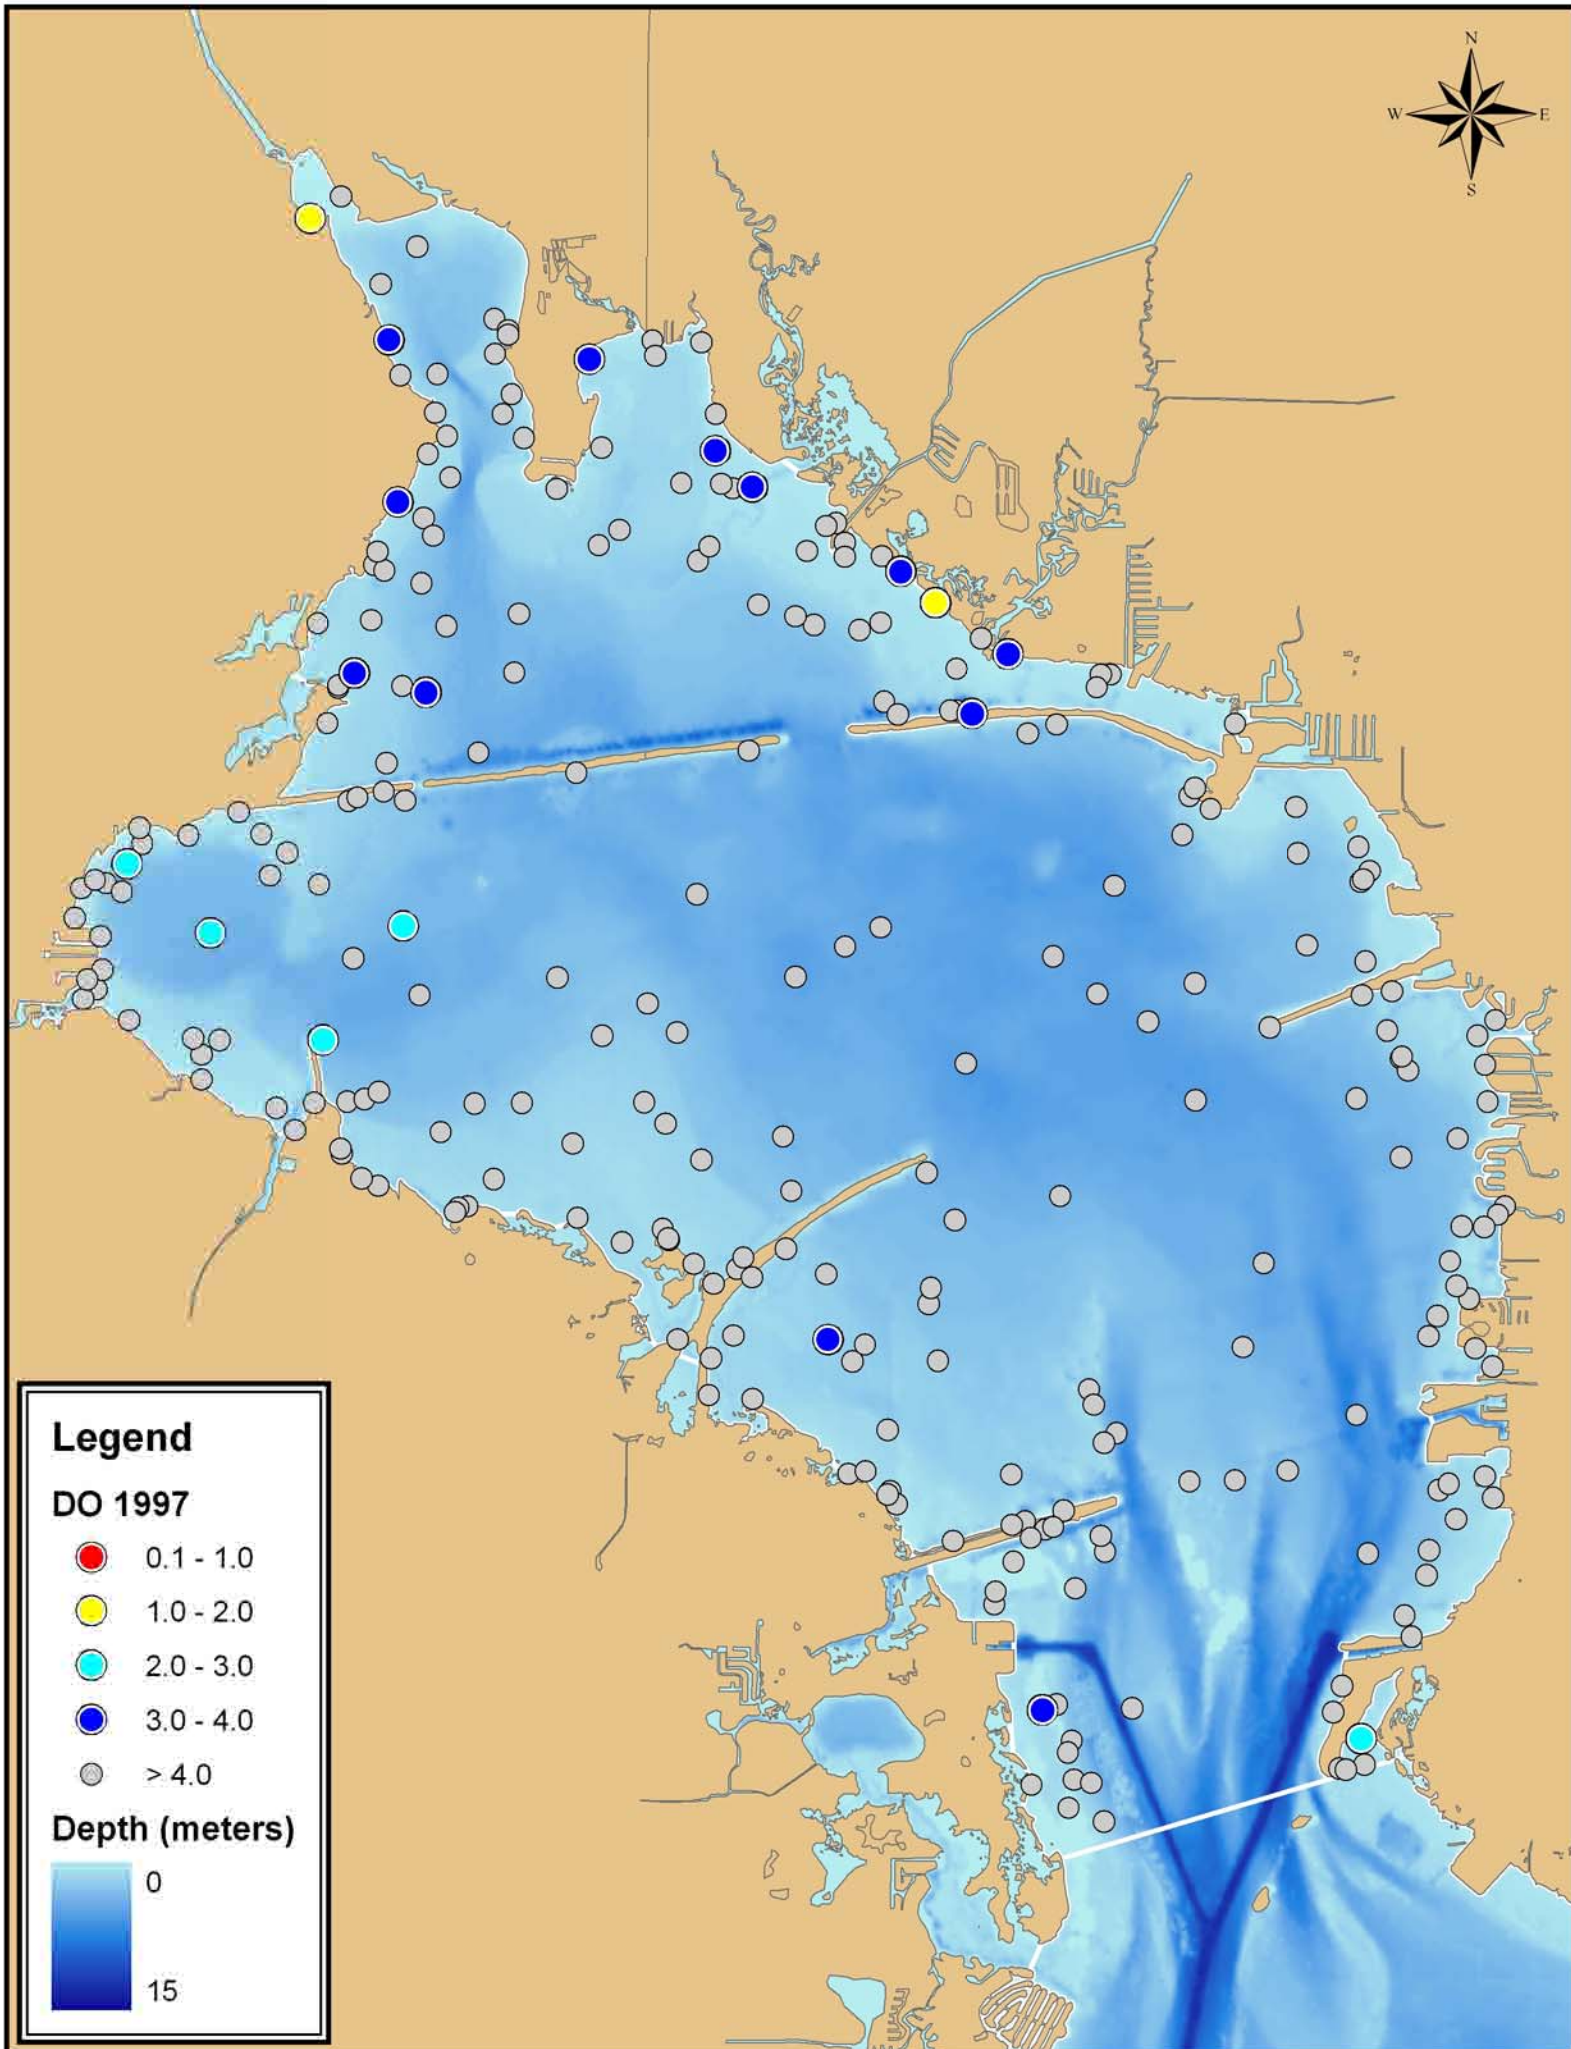 N
W E
S
Legend
DO 1997
0.1 - 1.0
1.0 - 2.0
2.0 - 3.0
3.0 - 4.0
> 4.0
Depth (meters)
0
15